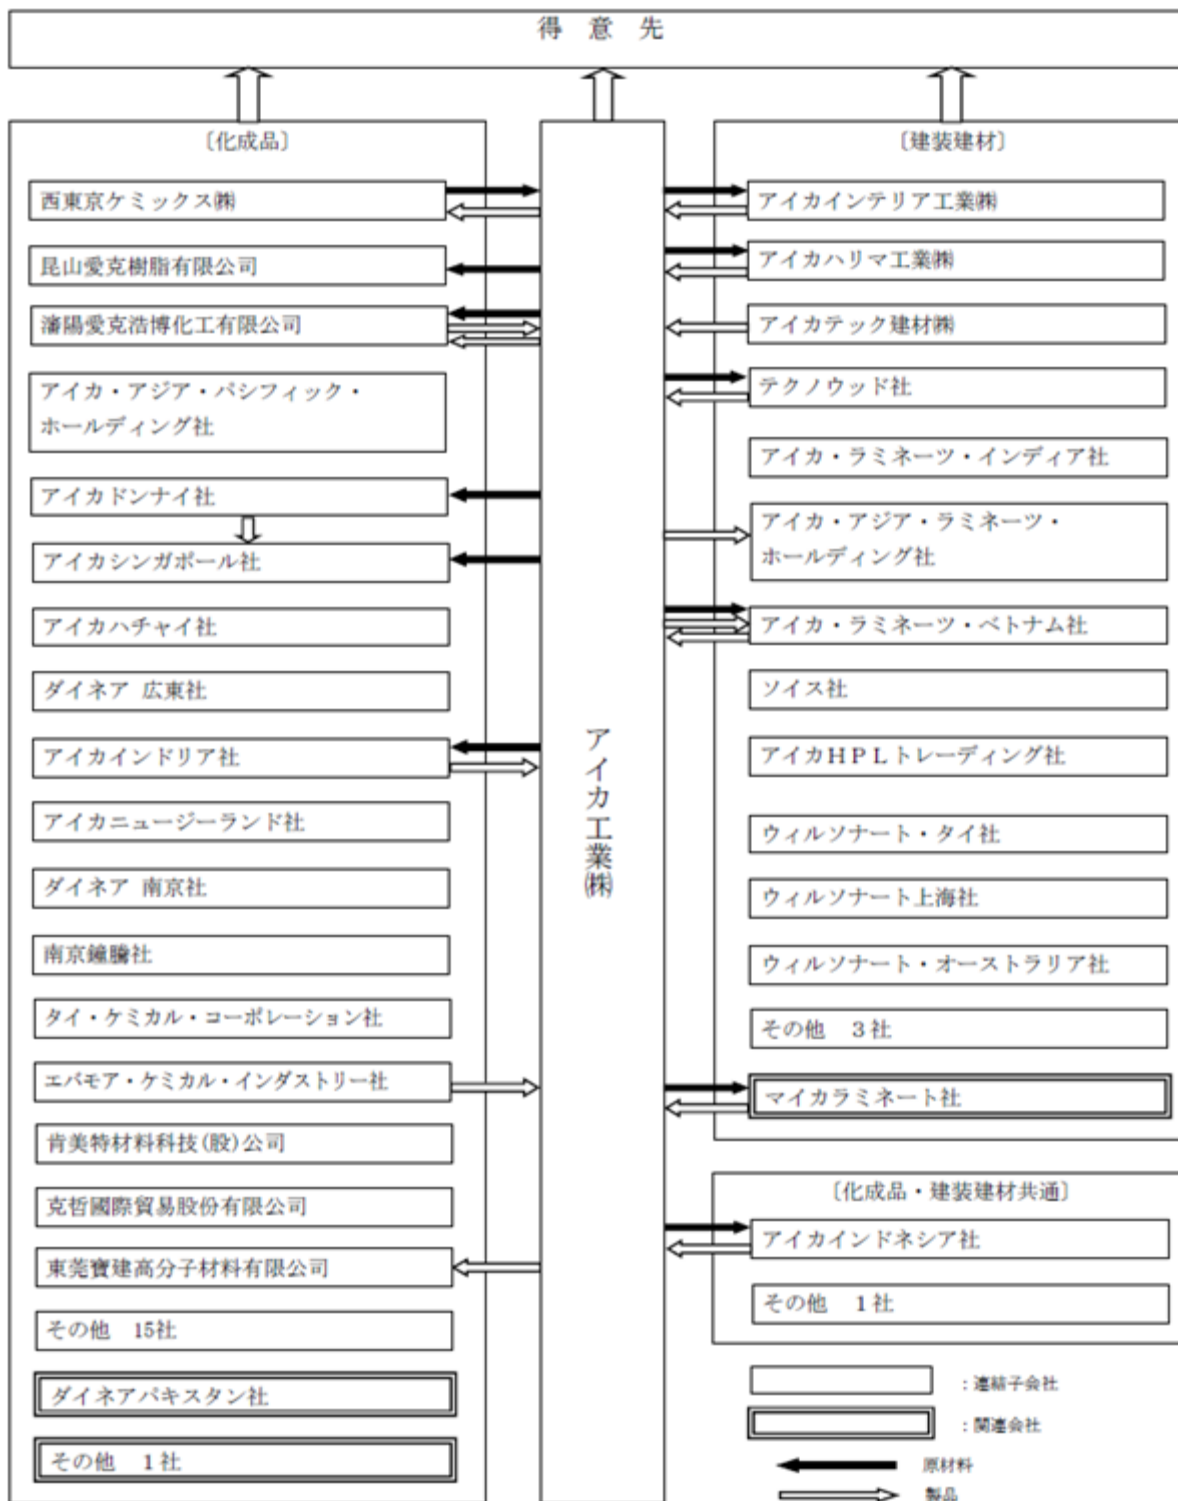 得 意 先
〔化成品〕
西東京ケミックス㈱
昆山愛克樹脂有限公司
瀋陽愛克浩博化工有限公司
アイカ・アジア・パシフィック・
ホールディング社
アイカドンナイ社
アイカシンガポール社
アイカハチャイ社
ダイネア 広東社
アイカインドリア社
アイカニュージーランド社
ダイネア 南京社
南京鐘騰社
タイ・ケミカル・コーポレーション社
エバモア・ケミカル・インダストリー社
肯美特材料科技(股)公司
克哲國際貿易股份有限公司
東莞寶建高分子材料有限公司
その他 15社
ダイネアパキスタン社
その他 1社
アイカ工業㈱
〔建装建材〕
アイカインテリア工業㈱
アイカハリマ工業㈱
アイカテック建材㈱
テクノウッド社
アイカ・ラミネーツ・インディア社
アイカ・アジア・ラミネーツ・
ホールディング社
アイカ・ラミネーツ・ベトナム社
ソイス社
アイカHPLトレーディング社
ウィルソナート・タイ社
ウィルソナート上海社
ウィルソナート・オーストラリア社
その他 3社
マイカラミネート社
〔化成品・建装建材共通〕
アイカインドネシア社
その他 1社
：連結子会社
：関連会社
原材料
製品